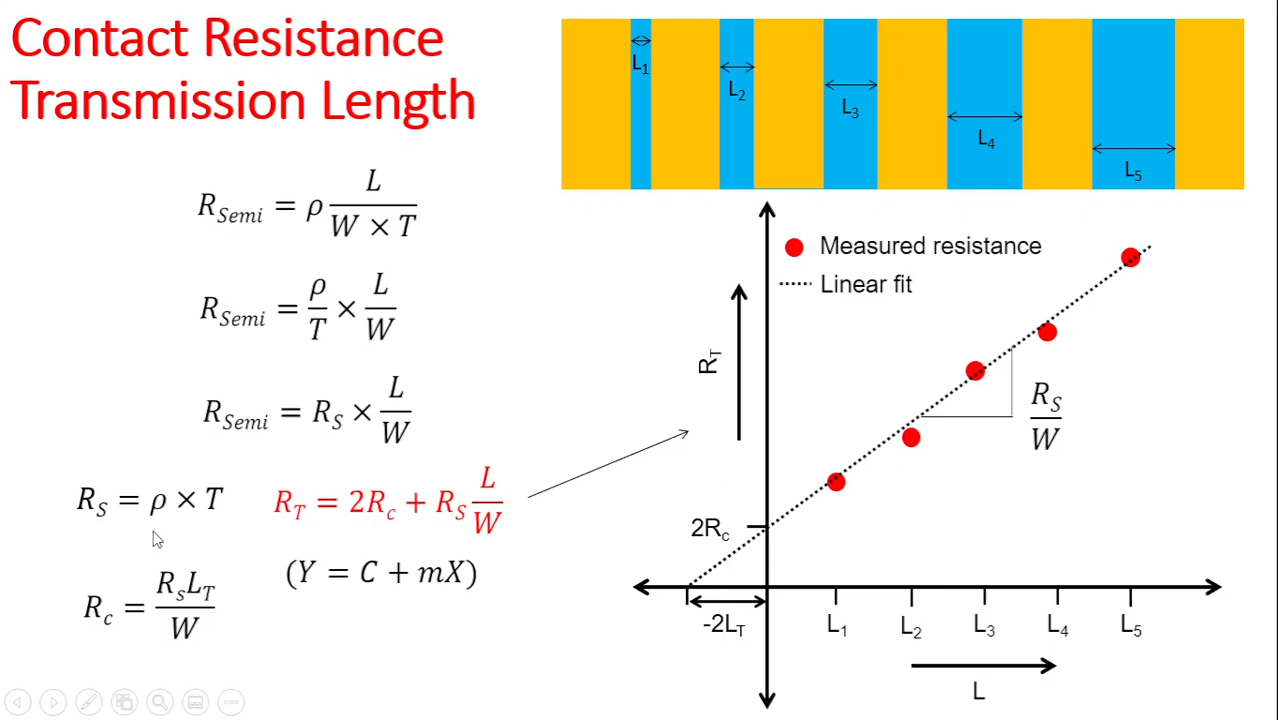 Contact Resistance
Transmission Length
R_Semi = ρ L / (W × T)
R_Semi = ρ/T × L/W
R_Semi = R_S × L/W
R_S = ρ × T
R_T = 2R_c + R_S L/W
(Y = C + mX)
R_c = R_s L_T / W
L₁
L₂
L₃
L₄
L₅
Measured resistance
Linear fit
R_T
R_S / W
2R_c
-2L_T
L₁
L₂
L₃
L₄
L₅
L